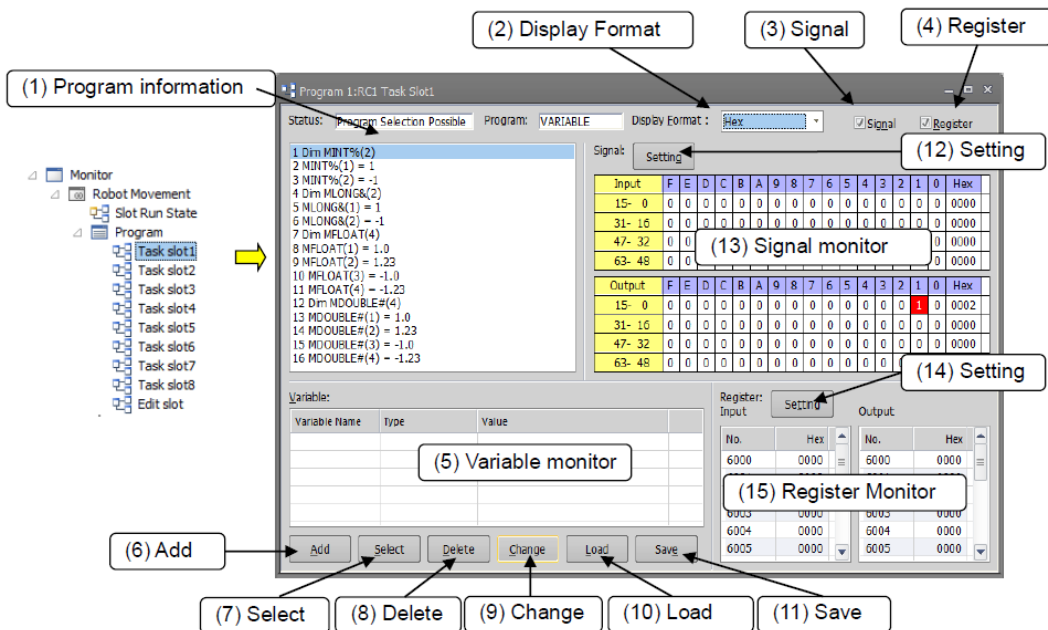 (2) Display Format
(3) Signal
(4) Register
(1) Program information
Program 1:RC1 Task Slot1
Status: Program Selection Possible Program: VARIABLE Display Format : Hex Signal Register
1 Dim MINT%(2)
2 MINT%(1) = 1
3 MINT%(2) = -1
4 Dim MLONG&(2)
5 MLONG&(1) = 1
6 MLONG&(2) = -1
7 Dim MFLOAT(4)
8 MFLOAT(1) = 1.0
9 MFLOAT(2) = 1.23
10 MFLOAT(3) = -1.0
11 MFLOAT(4) = -1.23
12 Dim MDOUBLE#(4)
13 MDOUBLE#(1) = 1.0
14 MDOUBLE#(2) = 1.23
15 MDOUBLE#(3) = -1.0
16 MDOUBLE#(4) = -1.23
Signal: Setting
(12) Setting
Input F E D C B A 9 8 7 6 5 4 3 2 1 0 Hex
15- 0 0 0 0 0 0 0 0 0 0 0 0 0 0 0 0 0 0000
31- 16 0 0 0 0 0 0 0 0 0 0 0 0 0 0 0 0 0000
47- 32 0 0 0 0000
63- 48 0 0 0 0000
(13) Signal monitor
Output F E D C B A 9 8 7 6 5 4 3 2 1 0 Hex
15- 0 0 0 0 0 0 0 0 0 0 0 0 0 0 0 1 0 0002
31- 16 0 0 0 0 0 0 0 0 0 0 0 0 0 0 0 0 0000
47- 32 0 0 0 0 0 0 0 0 0 0 0 0 0 0 0 0 0000
63- 48 0 0 0 0 0 0 0 0 0 0 0 0 0
(14) Setting
Monitor
Robot Movement
Slot Run State
Program
Task slot1
Task slot2
Task slot3
Task slot4
Task slot5
Task slot6
Task slot7
Task slot8
Edit slot
Variable:
Variable Name Type Value
(5) Variable monitor
Register: Setting
Input Output
No. Hex No. Hex
6000 0000 6000 0000
(15) Register Monitor
6003 0000 6003 0000
6004 0000 6004 0000
6005 0000 6005 0000
Add Select Delete Change Load Save
(6) Add
(7) Select
(8) Delete
(9) Change
(10) Load
(11) Save